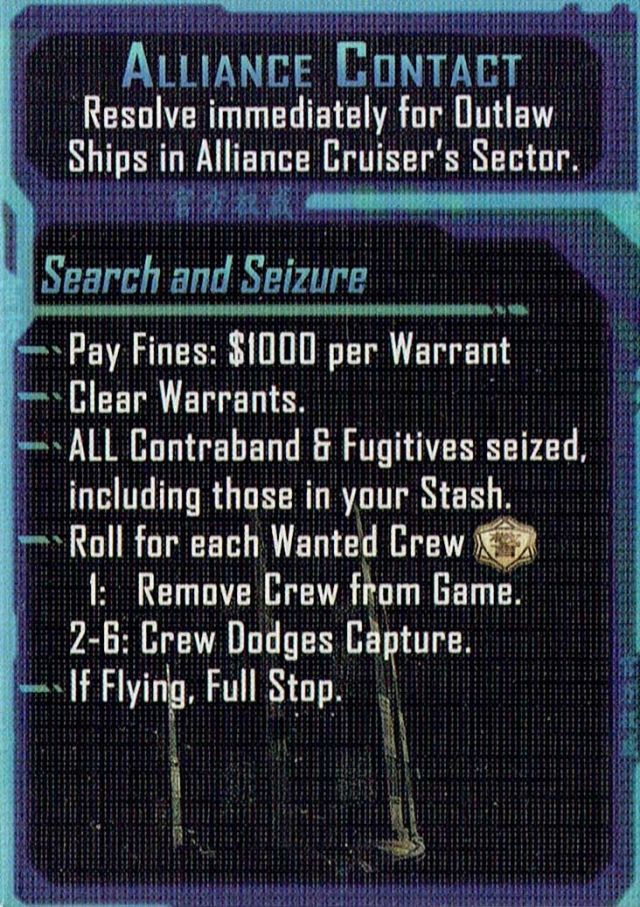 ALLIANCE CONTACT
Resolve immediately for Outlaw
Ships in Alliance Cruiser's Sector.
Search and Seizure
Pay Fines: $1000 per Warrant
Clear Warrants.
ALL Contraband & Fugitives seized,
including those in your Stash.
Roll for each Wanted Crew
1: Remove Crew from Game.
2-6: Crew Dodges Capture.
If Flying, Full Stop.